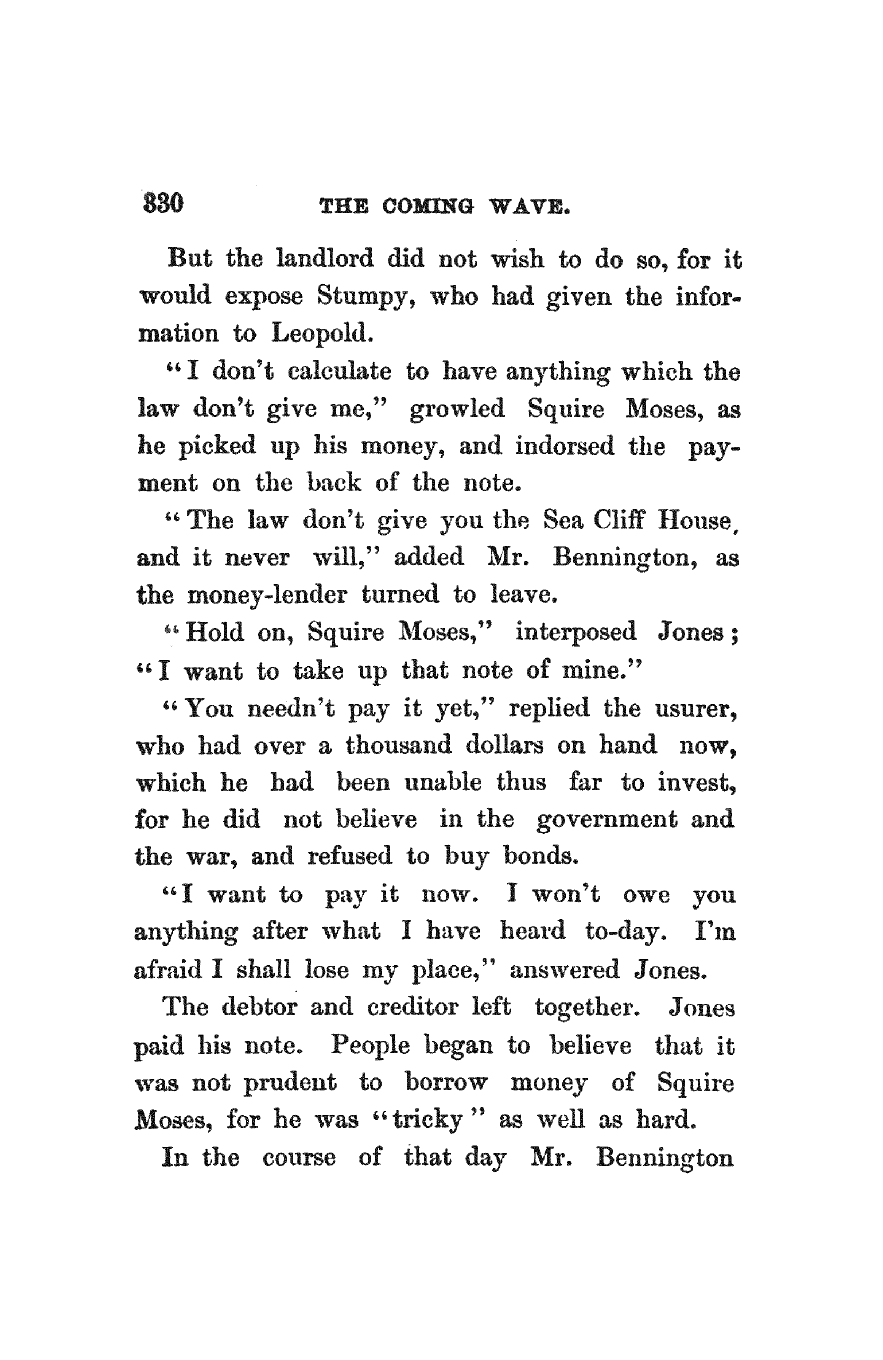 330 THE COMING WAVE.
But the landlord did not wish to do so, for it
would expose Stumpy, who had given the infor-
mation to Leopold.
“I don’t calculate to have anything which the
law don’t give me,” growled Squire Moses, as
he picked up his money, and indorsed the pay-
ment on the back of the note.
“The law don’t give you the Sea Cliff House,
and it never will,” added Mr. Bennington, as
the money-lender turned to leave.
“Hold on, Squire Moses,” interposed Jones;
“I want to take up that note of mine.”
“You needn’t pay it yet,” replied the usurer,
who had over a thousand dollars on hand now,
which he had been unable thus far to invest,
for he did not believe in the government and
the war, and refused to buy bonds.
“I want to pay it now. I won’t owe you
anything after what I have heard to-day. I’m
afraid I shall lose my place,” answered Jones.
The debtor and creditor left together. Jones
paid his note. People began to believe that it
was not prudent to borrow money of Squire
Moses, for he was “tricky” as well as hard.
In the course of that day Mr. Bennington